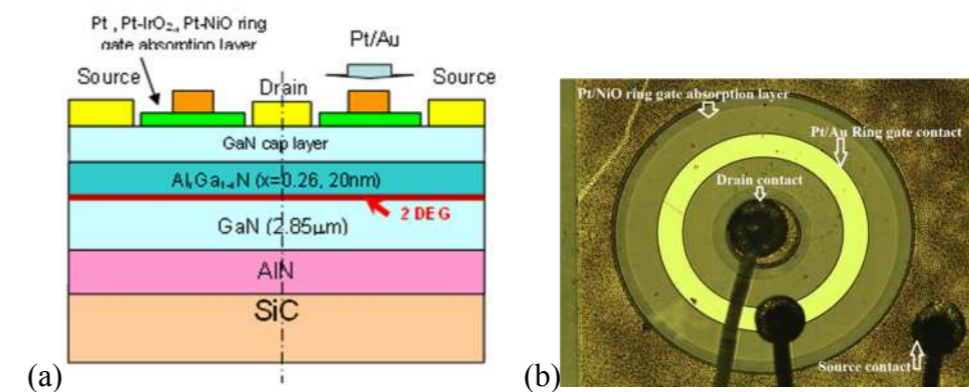 Pt , Pt-IrO₂, Pt-NiO ring
gate absorption layer
Pt/Au
Source
Drain
Source
GaN cap layer
AlₓGa₁₋ₓN (x=0.26, 20nm)
2 DEG
GaN (2.85μm)
AlN
SiC
(a)
Pt/NiO ring gate absorption layer
Pt/Au Ring gate contact
Drain contact
Source contact
(b)